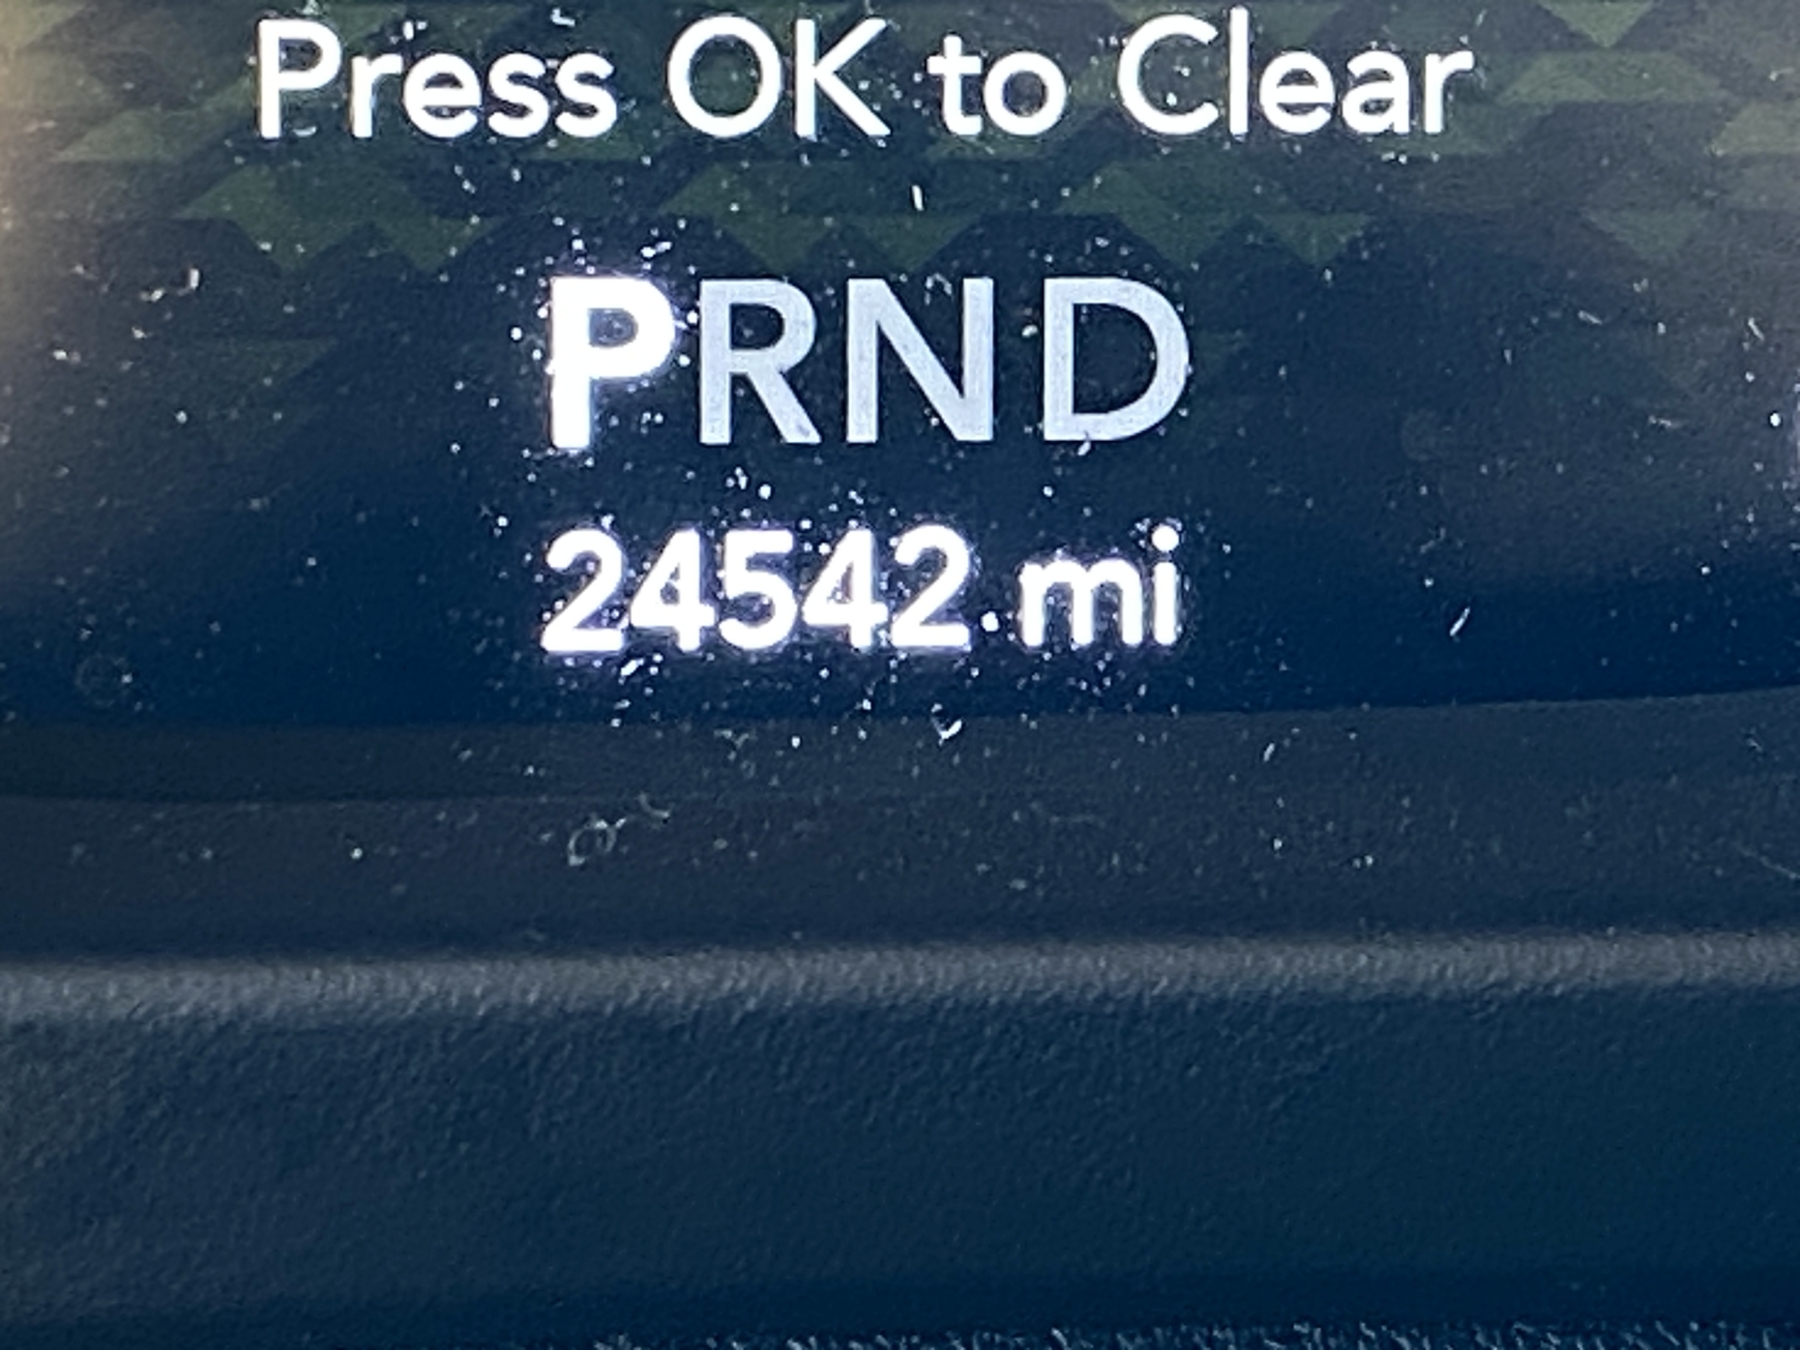 Press OK to Clear
PRND
24542 mi